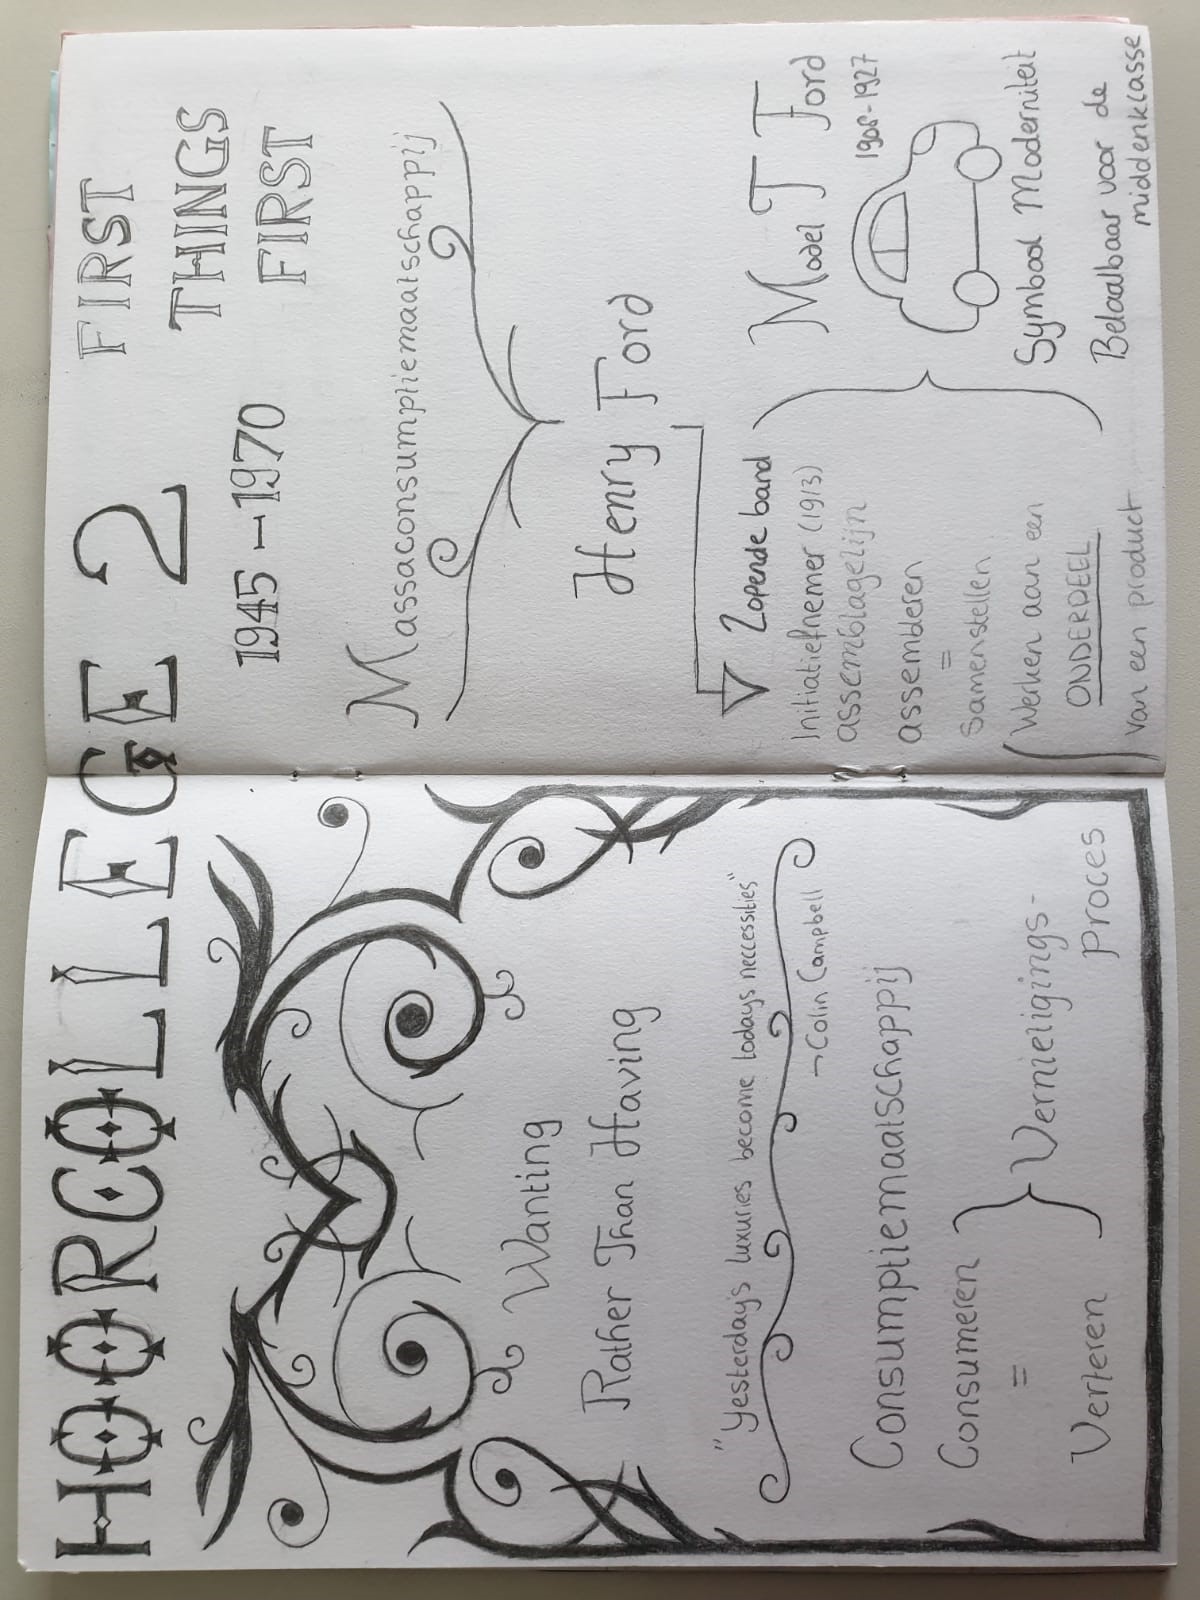 HOORCOLLEGE 2
Wanting
Rather Than Having
"Yesterday's luxuries become todays neccessities"
- Colin Campbell
Consumptiemaatschappij
Consumeren
=
Verteren
Vernietigings-
proces
FIRST
THINGS
FIRST
1945-1970
Massaconsumptiemaatschappij
Henry Ford
Lopende band
Initiatiefnemer (1913)
assemblagelijn
assembleren
=
Samenstellen
Werken aan een
ONDERDEEL
van een product
Model T Ford
1908-1927
Symbool Moderniteit
Betaalbaar voor de
middenklasse